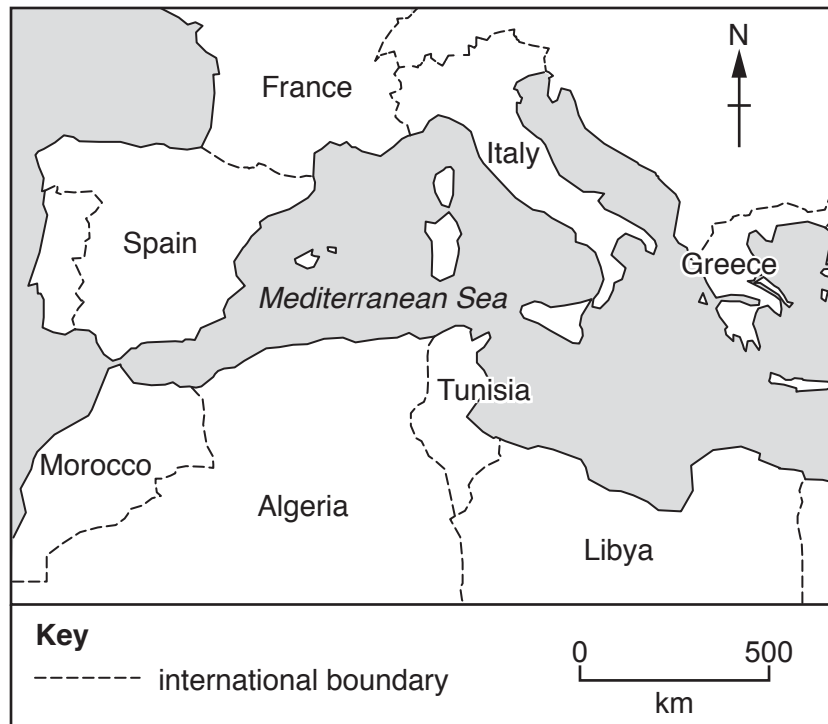 N
France
Italy
Spain
Greece
Mediterranean Sea
Tunisia
Morocco
Algeria
Libya
Key
international boundary
0 500
km